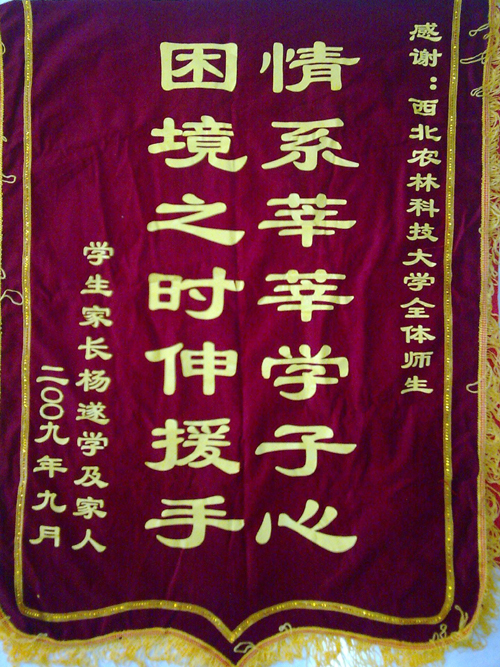 感谢：西北农林科技大学全体师生
情系莘莘学子心
困境之时伸援手
学生家长杨遂学及家人
二〇〇九年九月